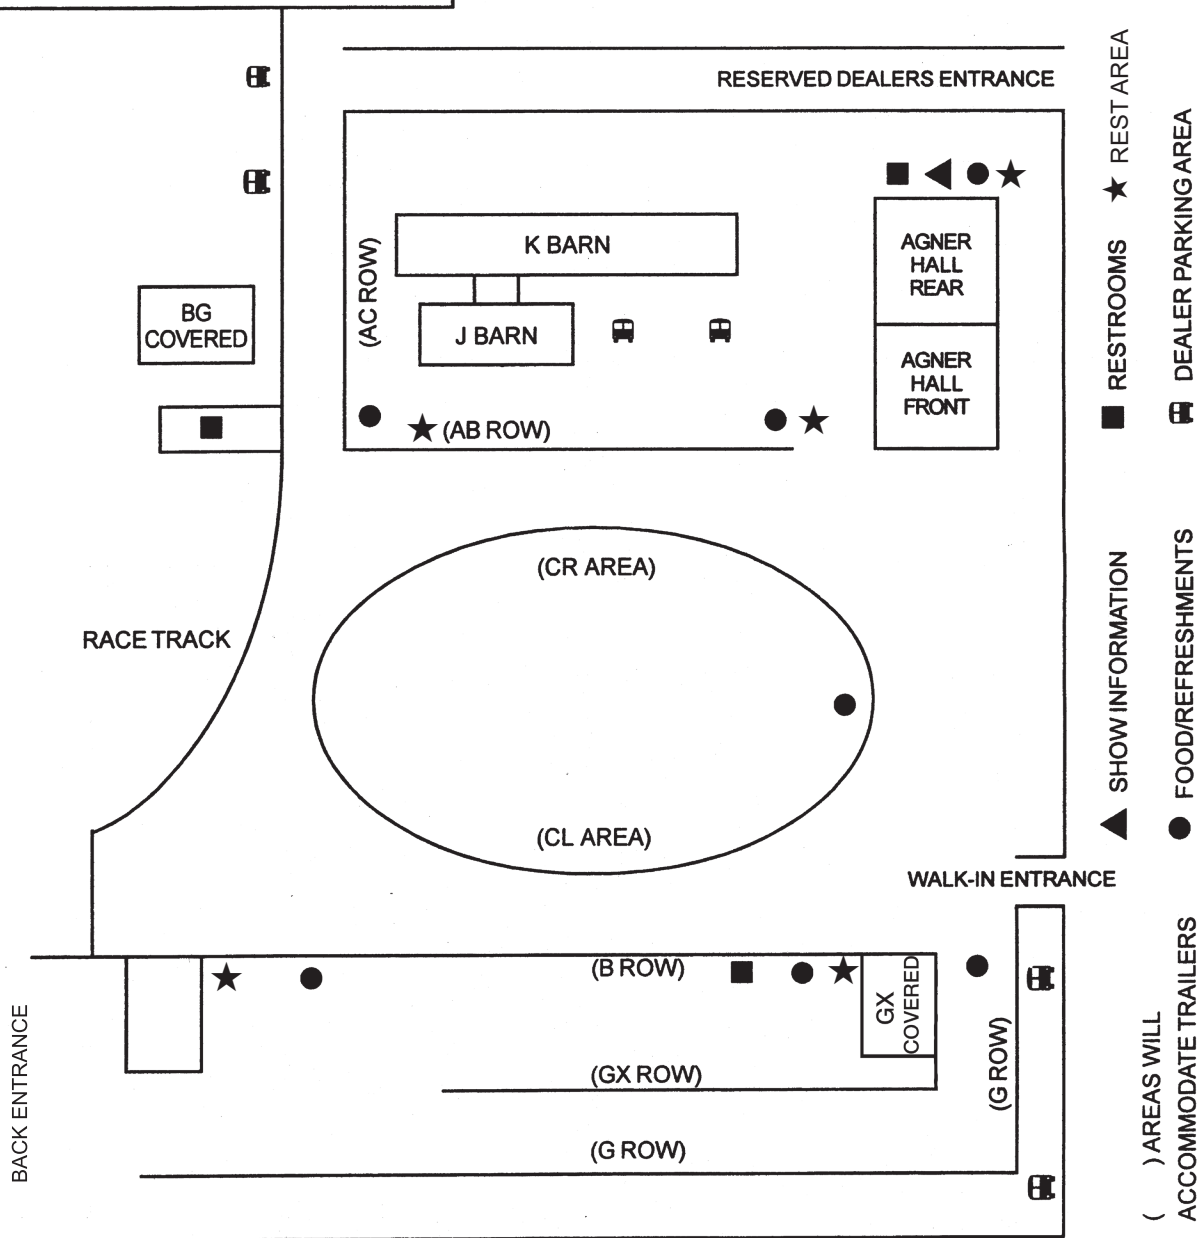 RESERVED DEALERS ENTRANCE
K BARN
(AC ROW)
J BARN
AGNER
HALL
REAR
AGNER
HALL
FRONT
BG
COVERED
(AB ROW)
(CR AREA)
RACE TRACK
(CL AREA)
WALK-IN ENTRANCE
(B ROW)
GX
COVERED
(GX ROW)
(G ROW)
(G ROW)
BACK ENTRANCE
REST AREA
RESTROOMS
DEALER PARKING AREA
SHOW INFORMATION
FOOD/REFRESHMENTS
( ) AREAS WILL
ACCOMMODATE TRAILERS